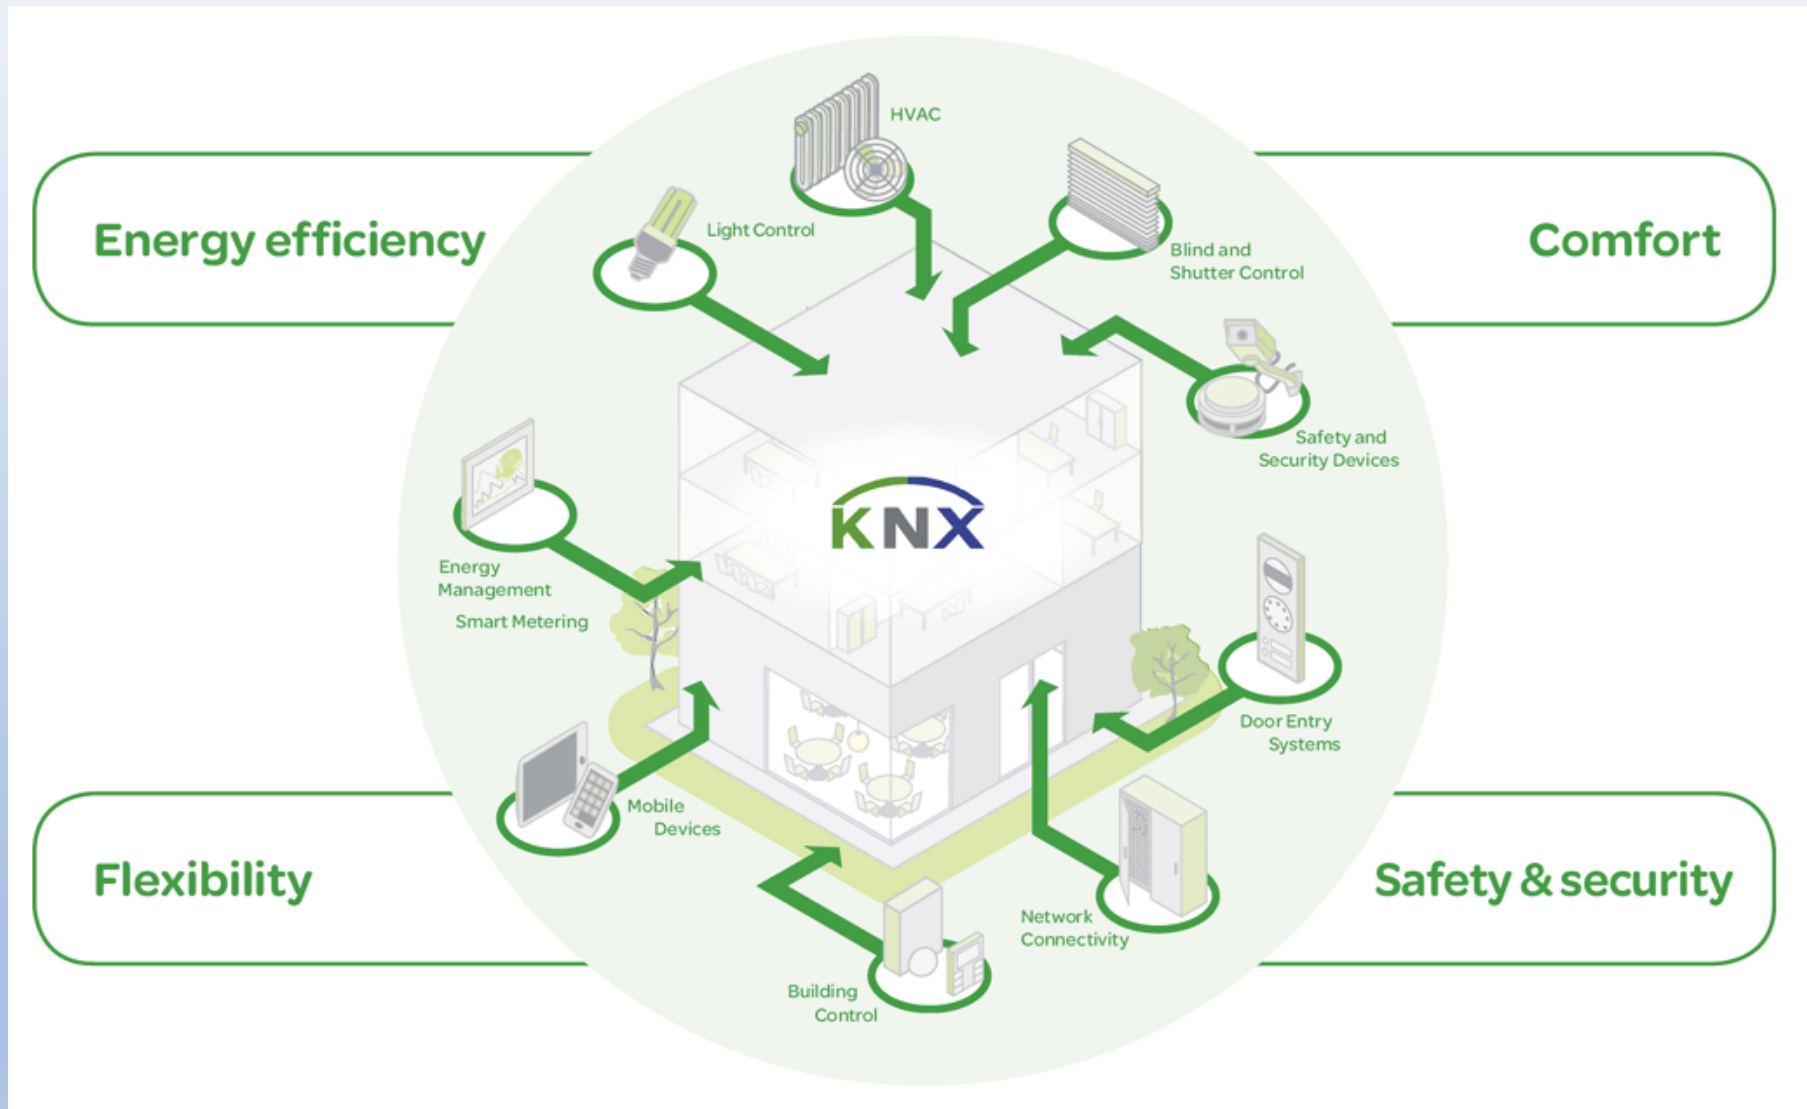 HVAC
Energy efficiency
Light Control
Blind and
Shutter Control
Comfort
Safety and
Security Devices
KNX
Energy
Management
Smart Metering
Door Entry
Systems
Mobile
Devices
Flexibility
Safety & security
Network
Connectivity
Building
Control